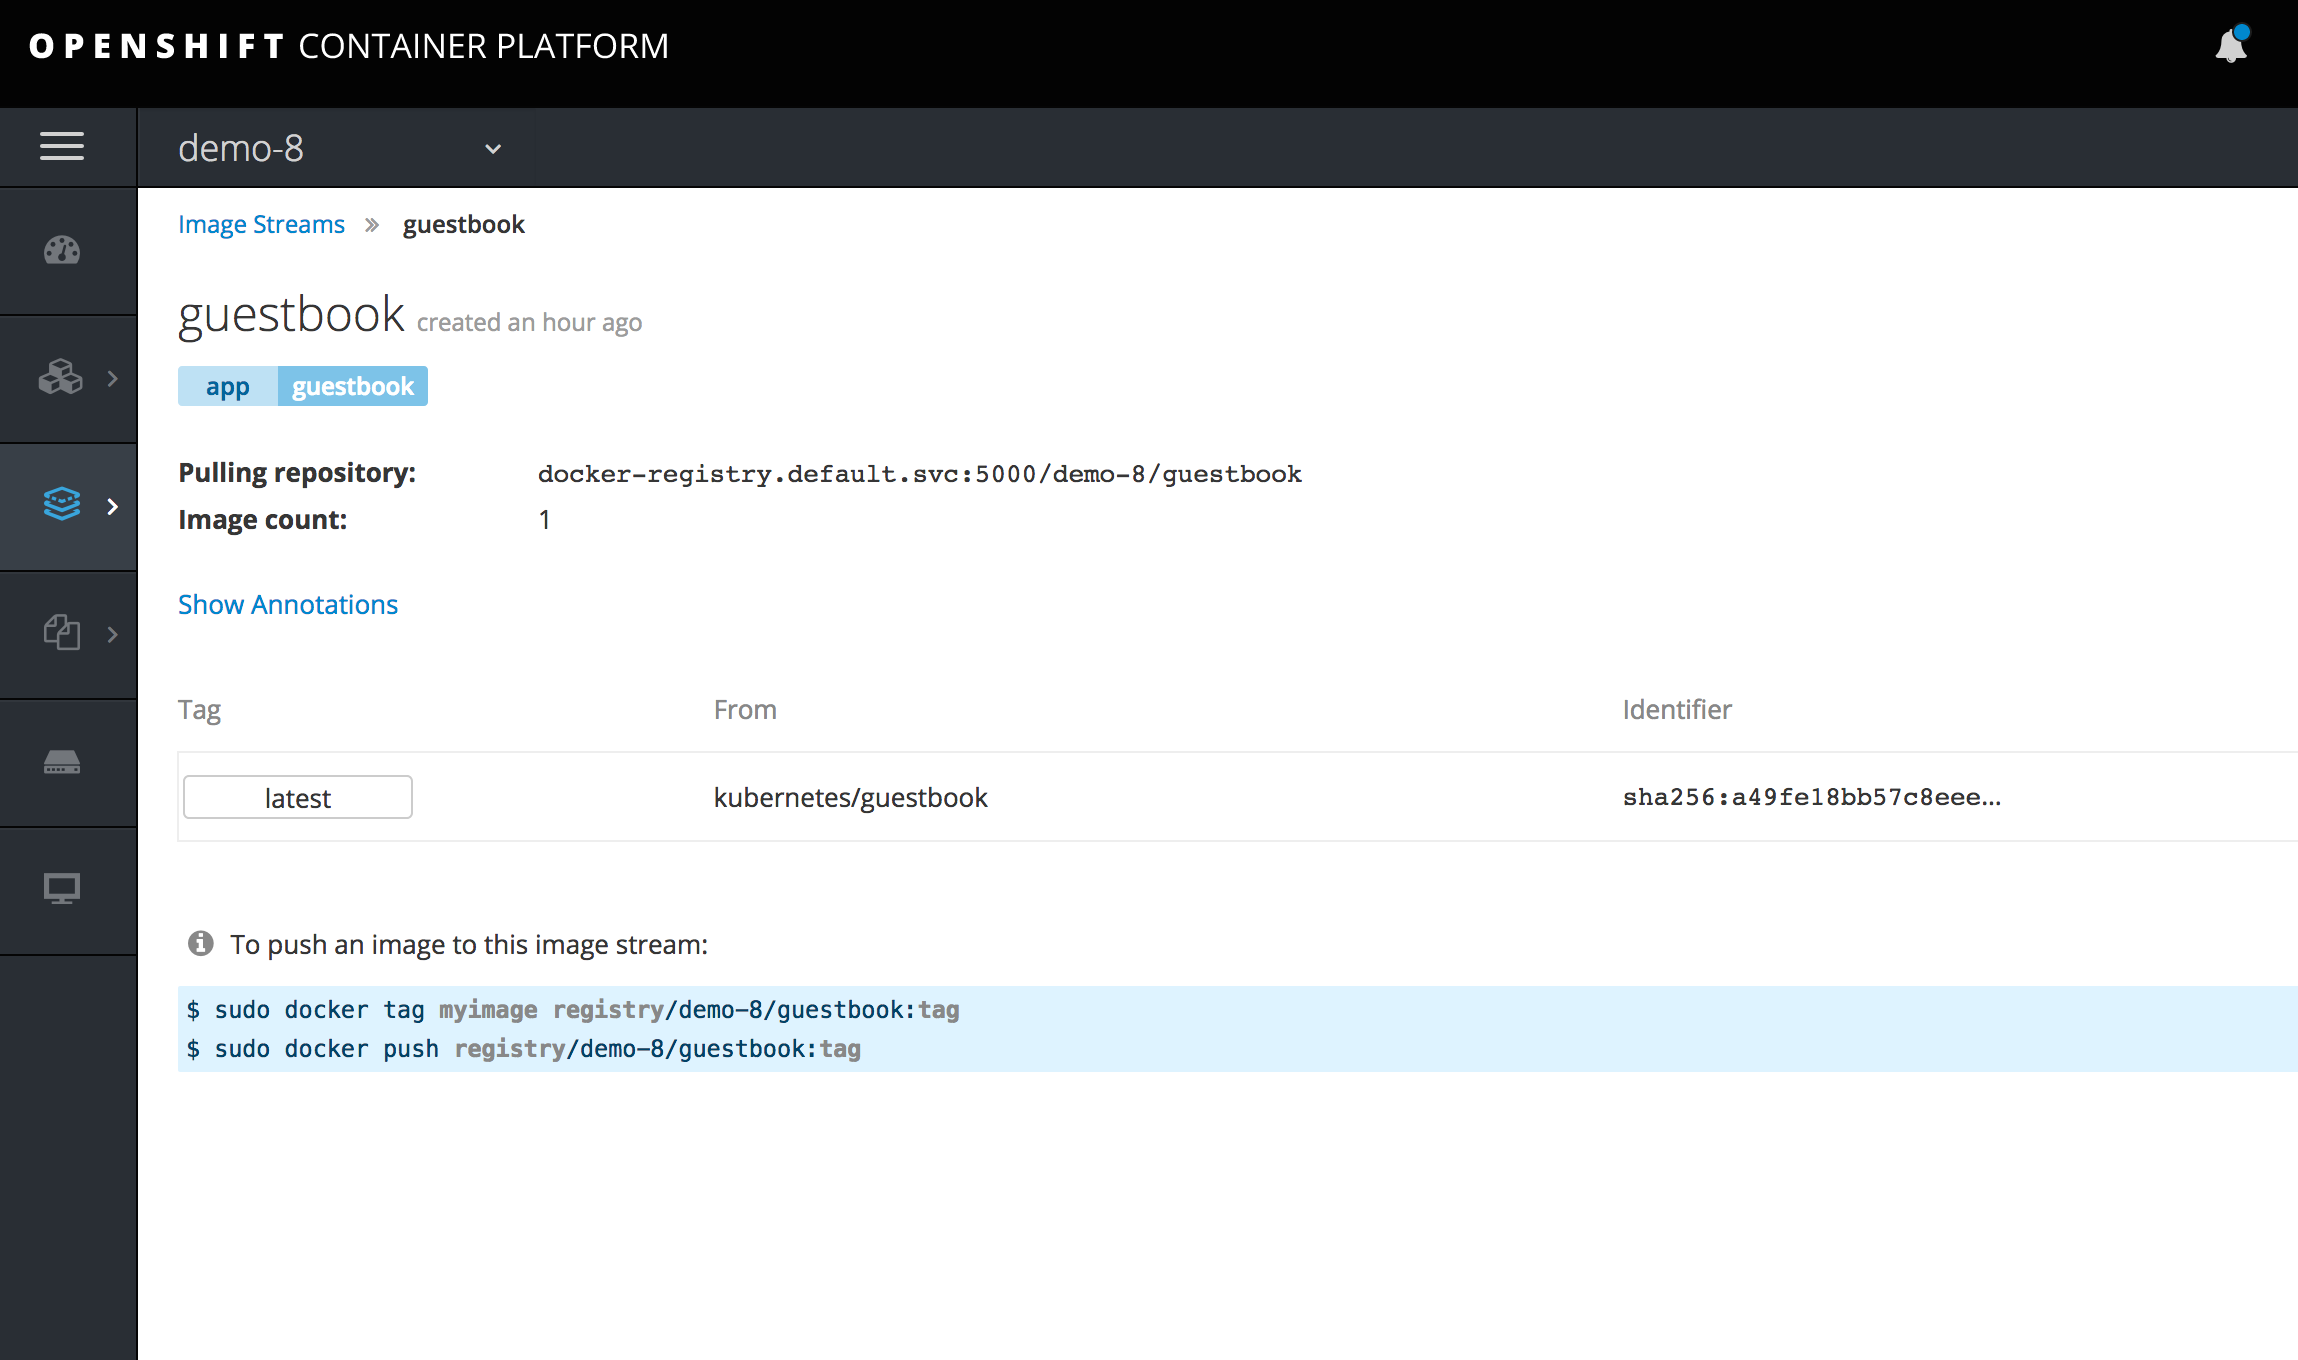 OPENSHIFT CONTAINER PLATFORM
demo-8
Image Streams » guestbook
guestbook created an hour ago
app guestbook
Pulling repository: docker-registry.default.svc:5000/demo-8/guestbook
Image count: 1
Show Annotations
Tag From Identifier
latest kubernetes/guestbook sha256:a49fe18bb57c8eee...
To push an image to this image stream:
$ sudo docker tag myimage registry/demo-8/guestbook:tag
$ sudo docker push registry/demo-8/guestbook:tag